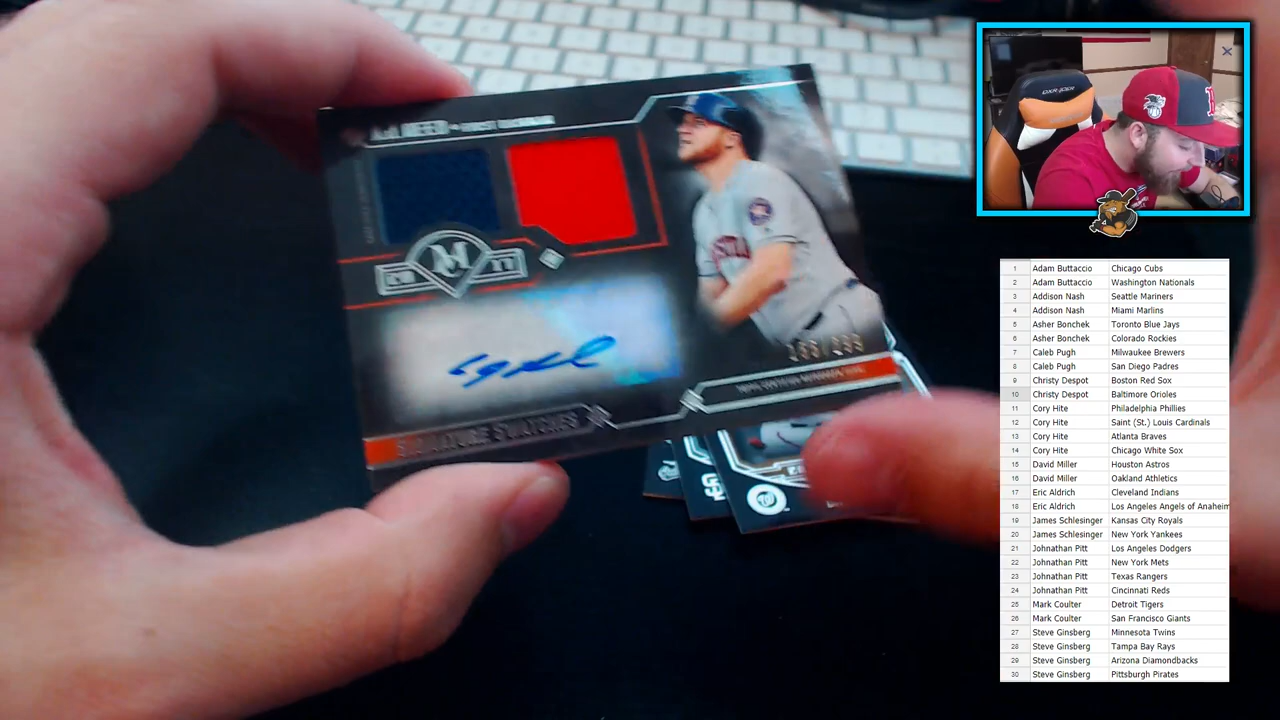 A.J. REED • FIRST BASEMAN
20 M 17
SIGNATURE SWATCHES
DXRACER
1 Adam Buttaccio Chicago Cubs
2 Adam Buttaccio Washington Nationals
3 Addison Nash Seattle Mariners
4 Addison Nash Miami Marlins
5 Asher Bonchek Toronto Blue Jays
6 Asher Bonchek Colorado Rockies
7 Caleb Pugh Milwaukee Brewers
8 Caleb Pugh San Diego Padres
9 Christy Despot Boston Red Sox
10 Christy Despot Baltimore Orioles
11 Cory Hite Philadelphia Phillies
12 Cory Hite Saint (St.) Louis Cardinals
13 Cory Hite Atlanta Braves
14 Cory Hite Chicago White Sox
15 David Miller Houston Astros
16 David Miller Oakland Athletics
17 Eric Aldrich Cleveland Indians
18 Eric Aldrich Los Angeles Angels of Anaheim
19 James Schlesinger Kansas City Royals
20 James Schlesinger New York Yankees
21 Johnathan Pitt Los Angeles Dodgers
22 Johnathan Pitt New York Mets
23 Johnathan Pitt Texas Rangers
24 Johnathan Pitt Cincinnati Reds
25 Mark Coulter Detroit Tigers
26 Mark Coulter San Francisco Giants
27 Steve Ginsberg Minnesota Twins
28 Steve Ginsberg Tampa Bay Rays
29 Steve Ginsberg Arizona Diamondbacks
30 Steve Ginsberg Pittsburgh Pirates